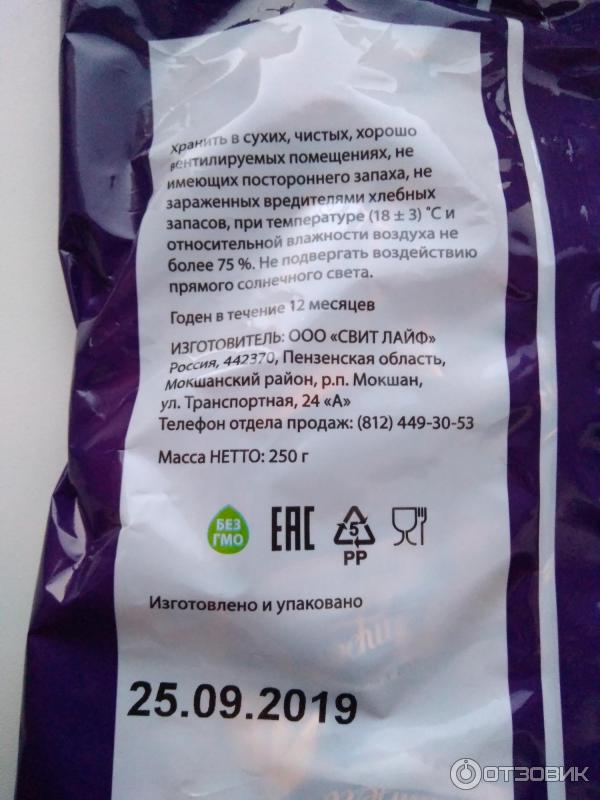 Хранить в сухих, чистых, хорошо
вентилируемых помещениях, не
имеющих постороннего запаха, не
зараженных вредителями хлебных
запасов, при температуре (18 ± 3) °С и
относительной влажности воздуха не
более 75 %. Не подвергать воздействию
прямого солнечного света.
Годен в течение 12 месяцев
ИЗГОТОВИТЕЛЬ: ООО «СВИТ ЛАЙФ»
Россия, 442370, Пензенская область,
Мокшанский район, р.п. Мокшан,
ул. Транспортная, 24 «А»
Телефон отдела продаж: (812) 449-30-53
Масса НЕТТО: 250 г
БЕЗ
ГМО
ЕАС
5
PP
Изготовлено и упаковано
25.09.2019
ОТЗОВИК